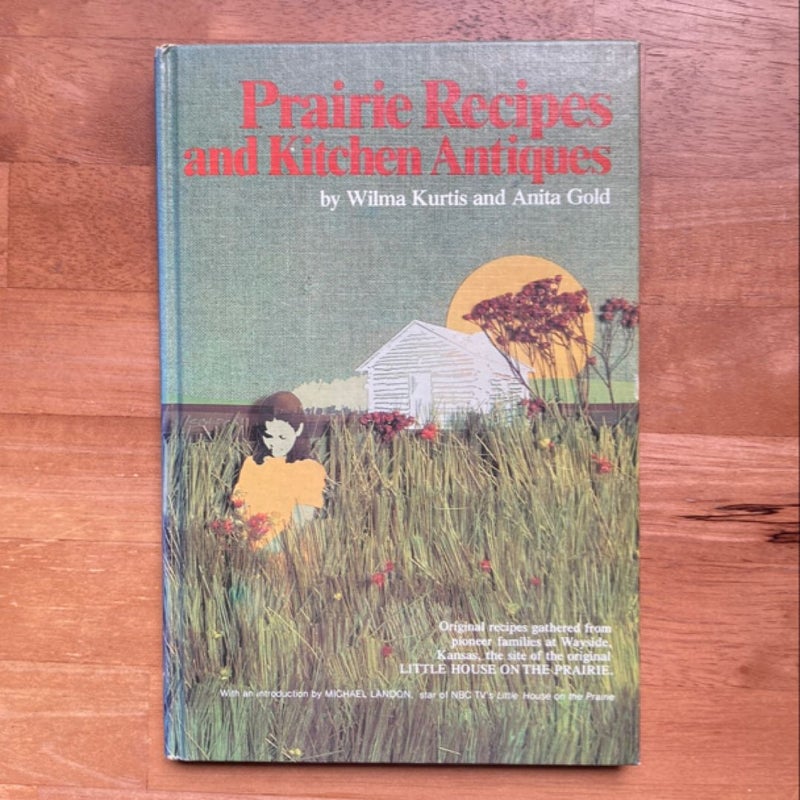 Prairie Recipes
and Kitchen Antiques
by Wilma Kurtis and Anita Gold
Original recipes gathered from
pioneer families at Wayside,
Kansas, the site of the original
LITTLE HOUSE ON THE PRAIRIE.
With an introduction by MICHAEL LANDON, star of NBC TV's Little House on the Prairie